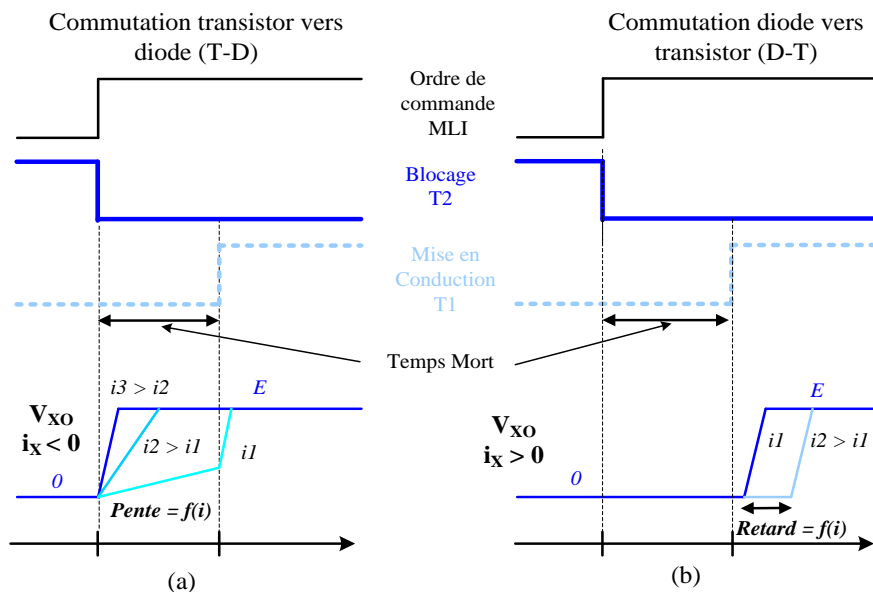 Commutation transistor vers
diode (T-D)
Commutation diode vers
transistor (D-T)
Ordre de
commande
MLI
Blocage
T2
Mise en
Conduction
T1
Temps Mort
i3 > i2
E
V_XO
i_X < 0
i2 > i1
i1
0
Pente = f(i)
(a)
E
V_XO
i_X > 0
i1
i2 > i1
0
Retard = f(i)
(b)